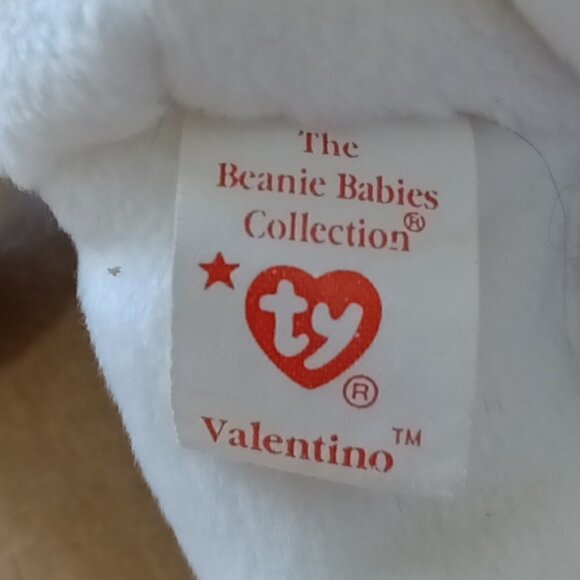 The
Beanie Babies
Collection®
ty®
Valentino™